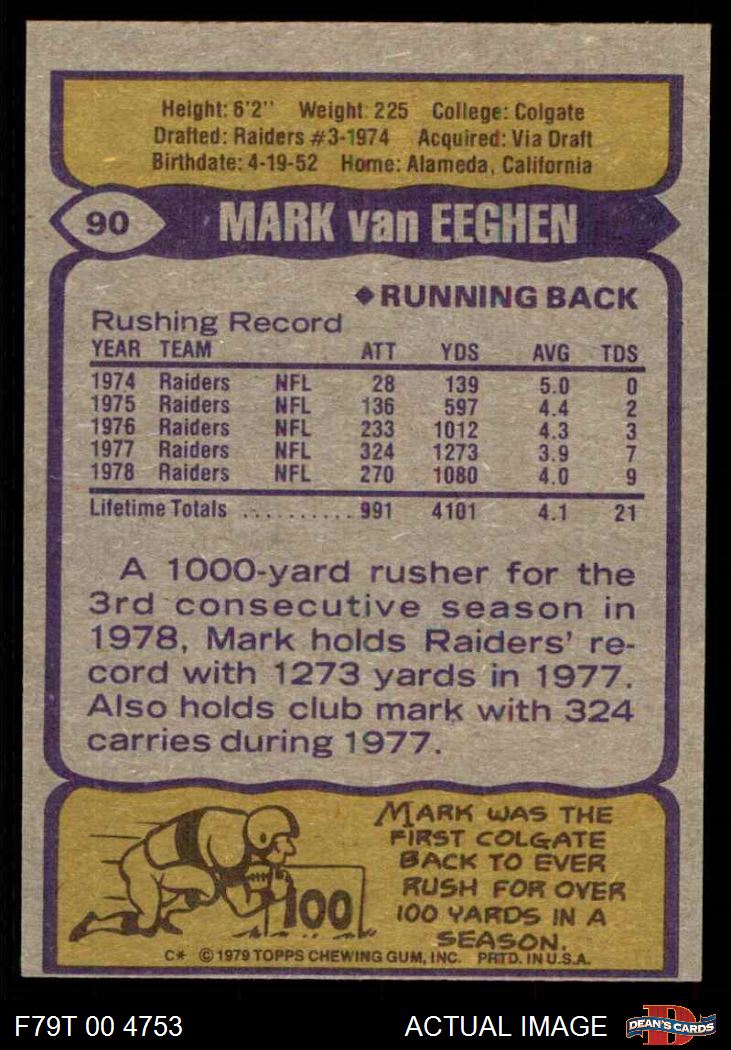 Height: 6'2" Weight 225 College: Colgate
Drafted: Raiders #3-1974 Acquired: Via Draft
Birthdate: 4-19-52 Home: Alameda, California
90 MARK van EEGHEN
◆RUNNING BACK
Rushing Record
YEAR TEAM ATT YDS AVG TDS
1974 Raiders NFL 28 139 5.0 0
1975 Raiders NFL 136 597 4.4 2
1976 Raiders NFL 233 1012 4.3 3
1977 Raiders NFL 324 1273 3.9 7
1978 Raiders NFL 270 1080 4.0 9
Lifetime Totals .......... 991 4101 4.1 21
A 1000-yard rusher for the
3rd consecutive season in
1978, Mark holds Raiders' re-
cord with 1273 yards in 1977.
Also holds club mark with 324
carries during 1977.
100
MARK WAS THE
FIRST COLGATE
BACK TO EVER
RUSH FOR OVER
100 YARDS IN A
SEASON.
C* © 1979 TOPPS CHEWING GUM, INC. PRTD. IN U.S.A.
F79T 00 4753 ACTUAL IMAGE D DEAN'S CARDS